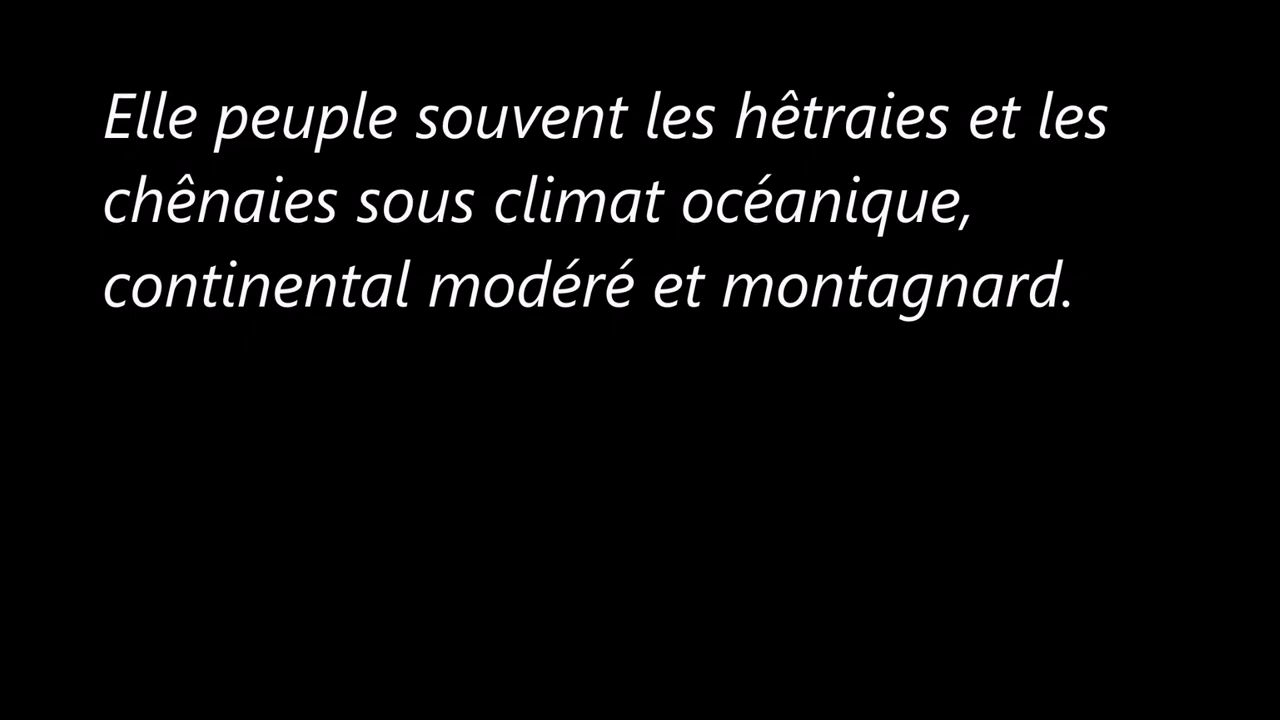 Elle peuple souvent les hêtraies et les
chênaies sous climat océanique,
continental modéré et montagnard.